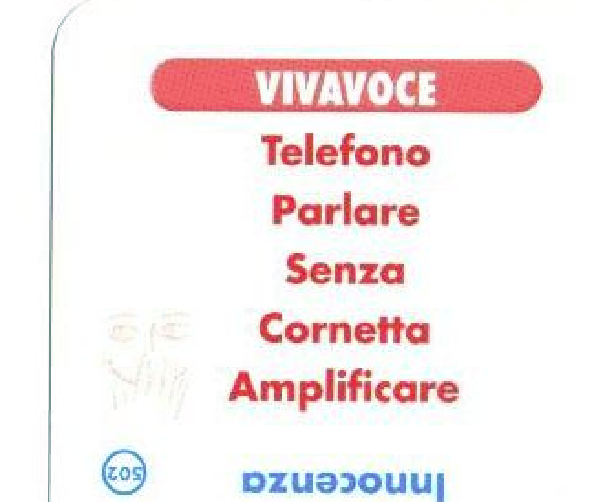 VIVAVOCE
Telefono
Parlare
Senza
Cornetta
Amplificare
502
Innocenza